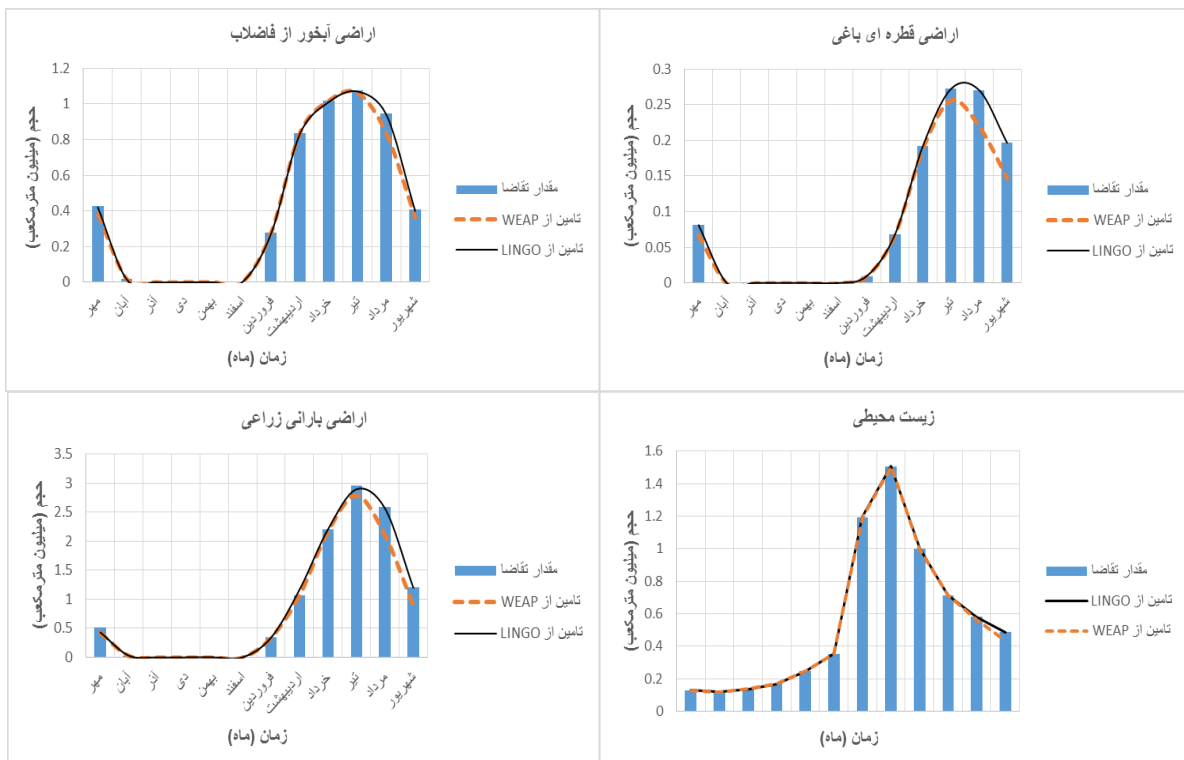 اراضی آبخور از فاضلاب
حجم (میلیون مترمکعب)
1.2
1
0.8
0.6
0.4
0.2
0
مهر
آبان
آذر
دی
بهمن
اسفند
فروردین
اردیبهشت
خرداد
تیر
مرداد
شهریور
زمان (ماه)
مقدار تقاضا
تامین از WEAP
تامین از LINGO
اراضی قطره ای باغی
حجم (میلیون مترمکعب)
0.3
0.25
0.2
0.15
0.1
0.05
0
مهر
آبان
آذر
دی
بهمن
اسفند
فروردین
اردیبهشت
خرداد
تیر
مرداد
شهریور
زمان (ماه)
مقدار تقاضا
تامین از WEAP
تامین از LINGO
اراضی بارانی زراعی
حجم (میلیون مترمکعب)
3.5
3
2.5
2
1.5
1
0.5
0
مهر
آبان
آذر
دی
بهمن
اسفند
فروردین
اردیبهشت
خرداد
تیر
مرداد
شهریور
زمان (ماه)
مقدار تقاضا
تامین از WEAP
تامین از LINGO
زیست محیطی
حجم (میلیون مترمکعب)
1.6
1.4
1.2
1
0.8
0.6
0.4
0.2
0
زمان (ماه)
مقدار تقاضا
تامین از LINGO
تامین از WEAP